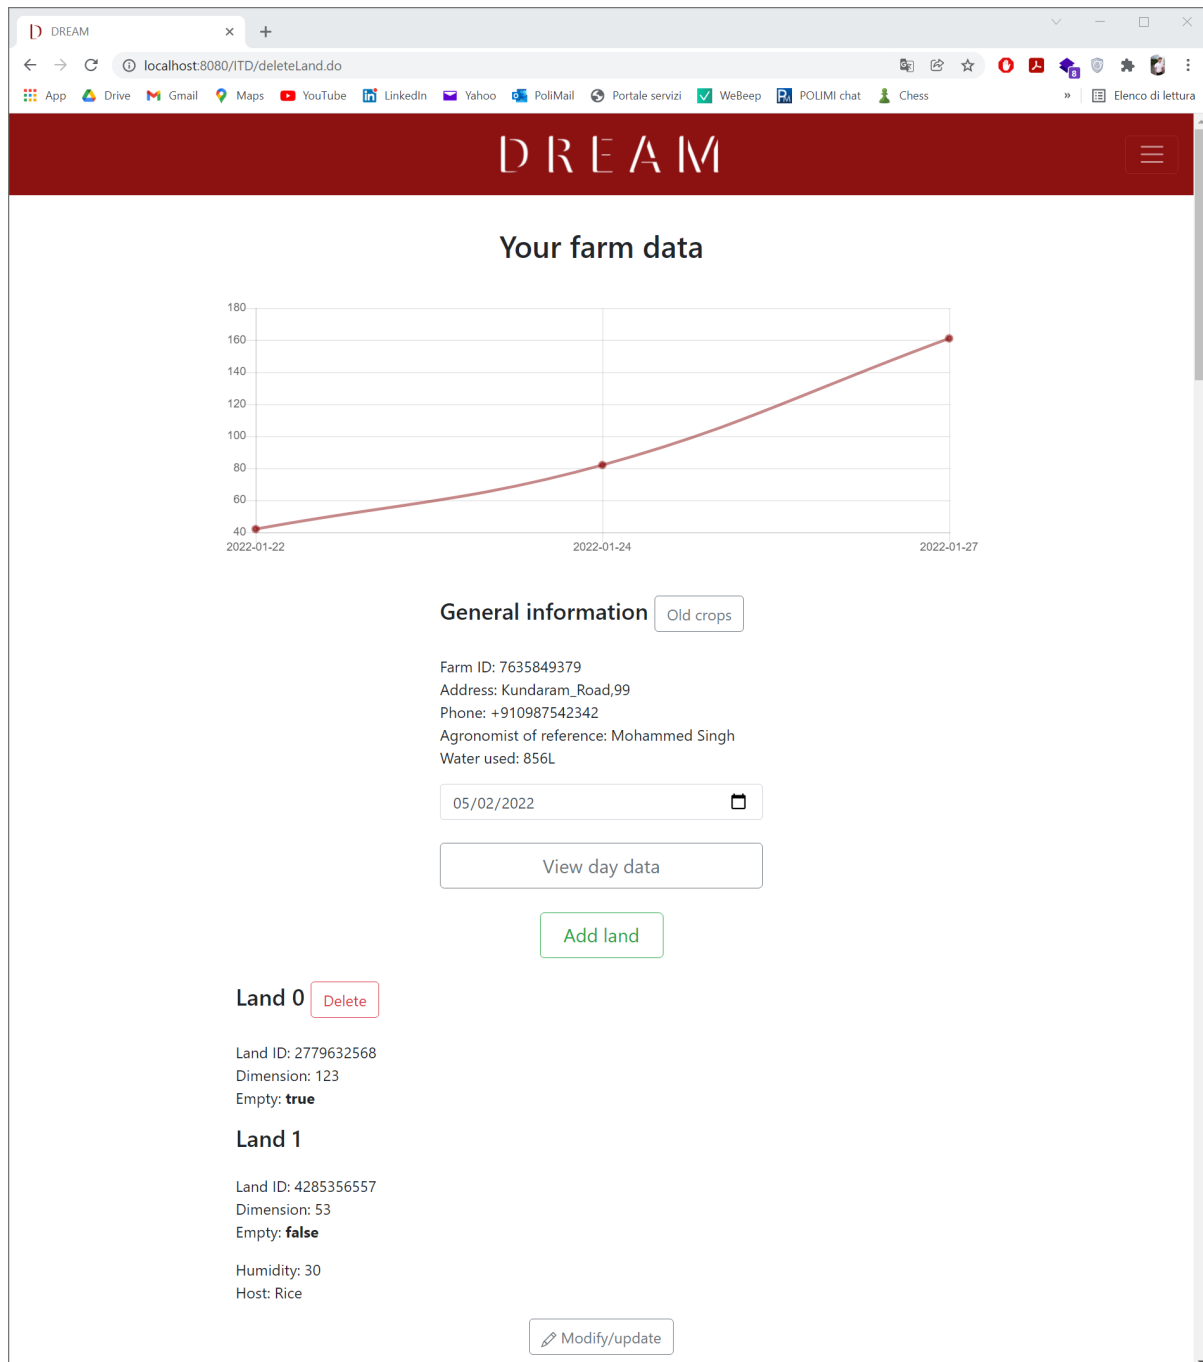 DREAM
localhost:8080/ITD/deleteLand.do
8
App Drive Gmail Maps YouTube LinkedIn Yahoo PoliMail Portale servizi WeBeep POLIMI chat Chess » Elenco di lettura
DREAM
Your farm data
180
160
140
120
100
80
60
40
2022-01-22 2022-01-24 2022-01-27
General information Old crops
Farm ID: 7635849379
Address: Kundaram_Road,99
Phone: +910987542342
Agronomist of reference: Mohammed Singh
Water used: 856L
05/02/2022
View day data
Add land
Land 0 Delete
Land ID: 2779632568
Dimension: 123
Empty: true
Land 1
Land ID: 4285356557
Dimension: 53
Empty: false
Humidity: 30
Host: Rice
Modify/update